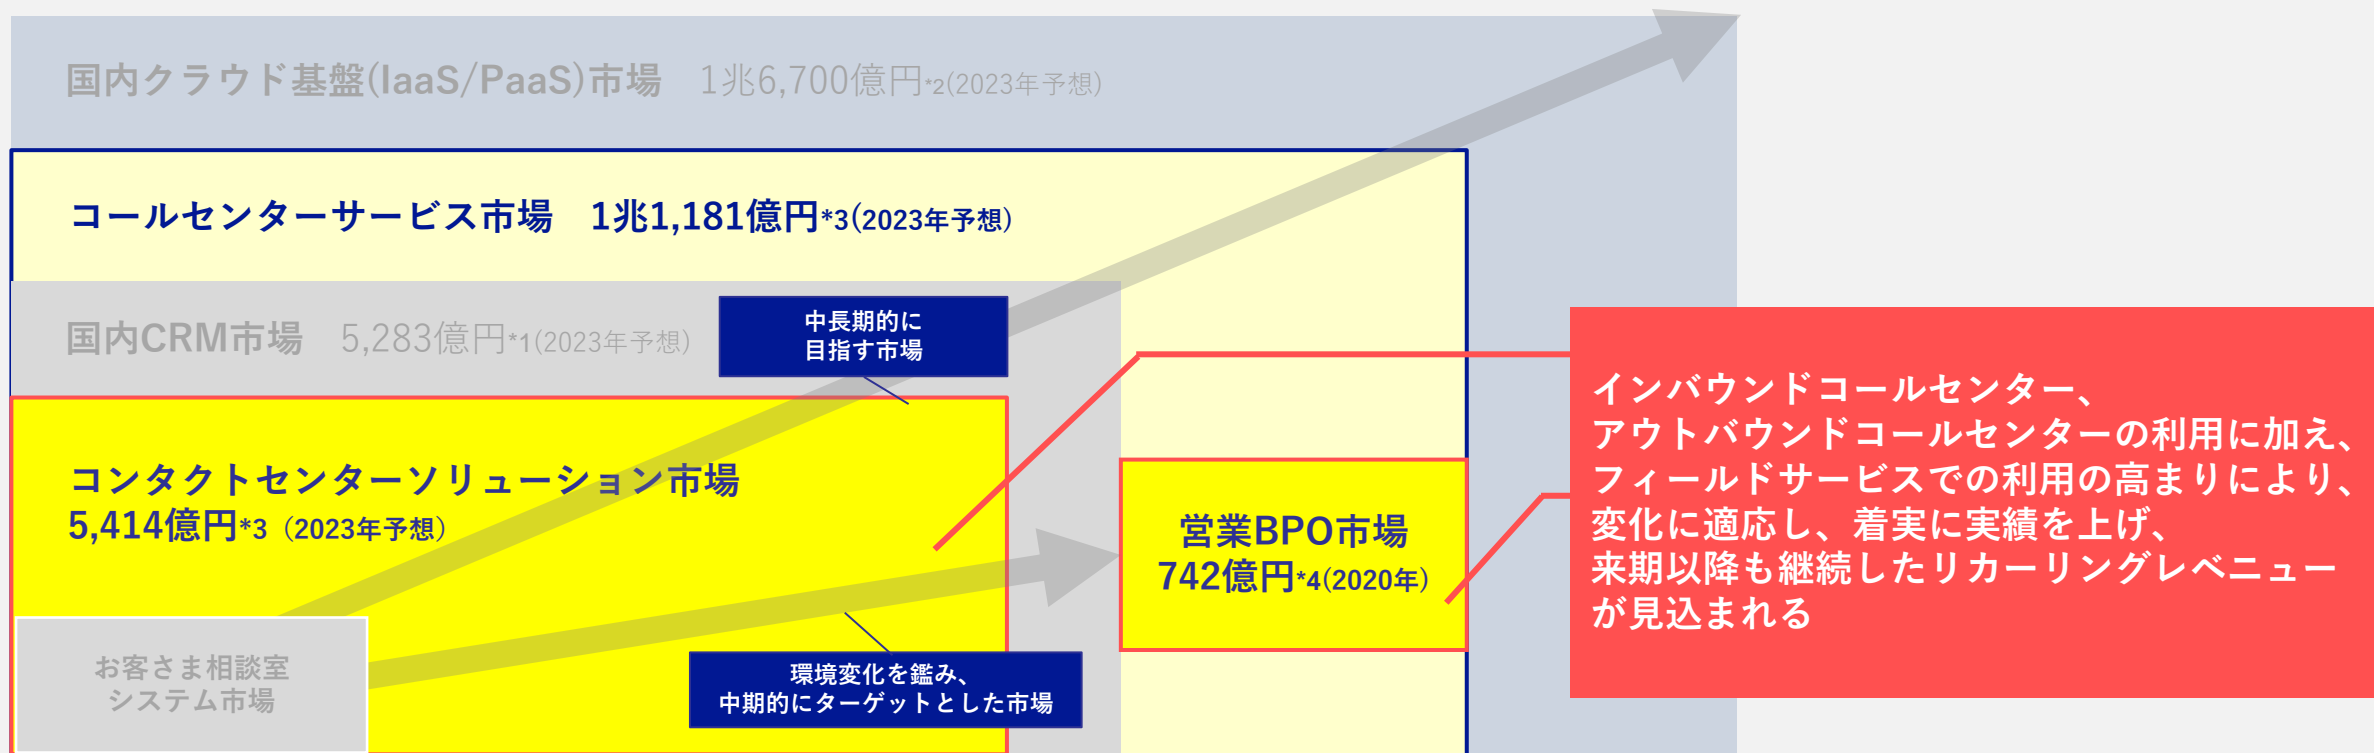 国内クラウド基盤(IaaS/PaaS)市場　1兆6,700億円*2(2023年予想)
コールセンターサービス市場　1兆1,181億円*3(2023年予想)
国内CRM市場　5,283億円*1(2023年予想)
中長期的に
目指す市場
コンタクトセンターソリューション市場
5,414億円*3（2023年予想）
営業BPO市場
742億円*4(2020年)
お客さま相談室
システム市場
環境変化を鑑み、
中期的にターゲットとした市場
インバウンドコールセンター、
アウトバウンドコールセンターの利用に加え、
フィールドサービスでの利用の高まりにより、
変化に適応し、着実に実績を上げ、
来期以降も継続したリカーリングレベニュー
が見込まれる